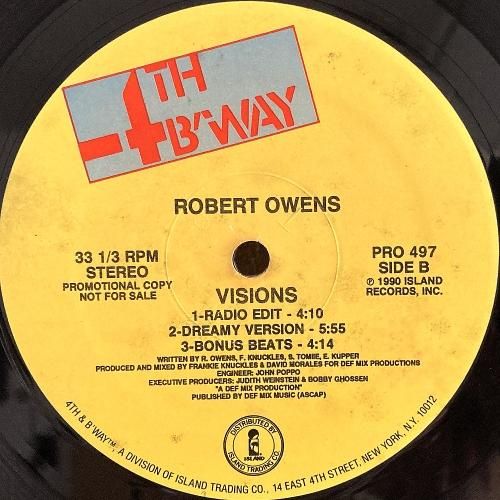 4TH
B'WAY
ROBERT OWENS
33 1/3 RPM
STEREO
PROMOTIONAL COPY
NOT FOR SALE
PRO 497
SIDE B
℗ 1990 ISLAND
RECORDS, INC.
VISIONS
1-RADIO EDIT - 4:10
2-DREAMY VERSION - 5:55
3-BONUS BEATS - 4:14
WRITTEN BY R. OWENS, F. KNUCKLES, S. TOMIE, E. KUPPER
PRODUCED AND MIXED BY FRANKIE KNUCKLES & DAVID MORALES FOR DEF MIX PRODUCTIONS
ENGINEER: JOHN POPPO
EXECUTIVE PRODUCERS: JUDITH WEINSTEIN & BOBBY GHOSSEN
"A DEF MIX PRODUCTION"
PUBLISHED BY DEF MIX MUSIC (ASCAP)
DISTRIBUTED BY
ISLAND
ISLAND TRADING CO.
4TH & B'WAY™, A DIVISION OF ISLAND TRADING CO., 14 EAST 4TH STREET, NEW YORK, N.Y. 10012